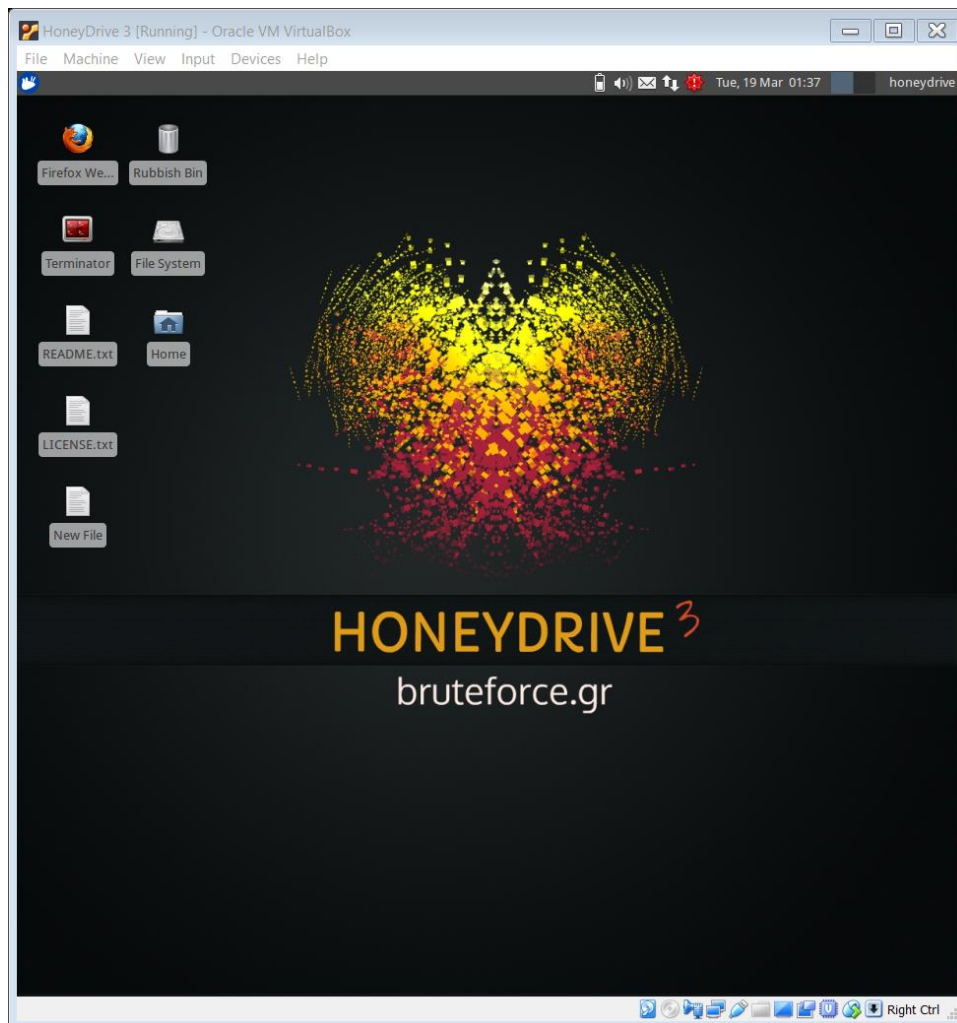 HoneyDrive 3 [Running] - Oracle VM VirtualBox
File Machine View Input Devices Help
Tue, 19 Mar 01:37 honeydrive
Firefox We... Rubbish Bin
Terminator File System
README.txt Home
LICENSE.txt
New File
HONEYDRIVE 3
bruteforce.gr
Right Ctrl